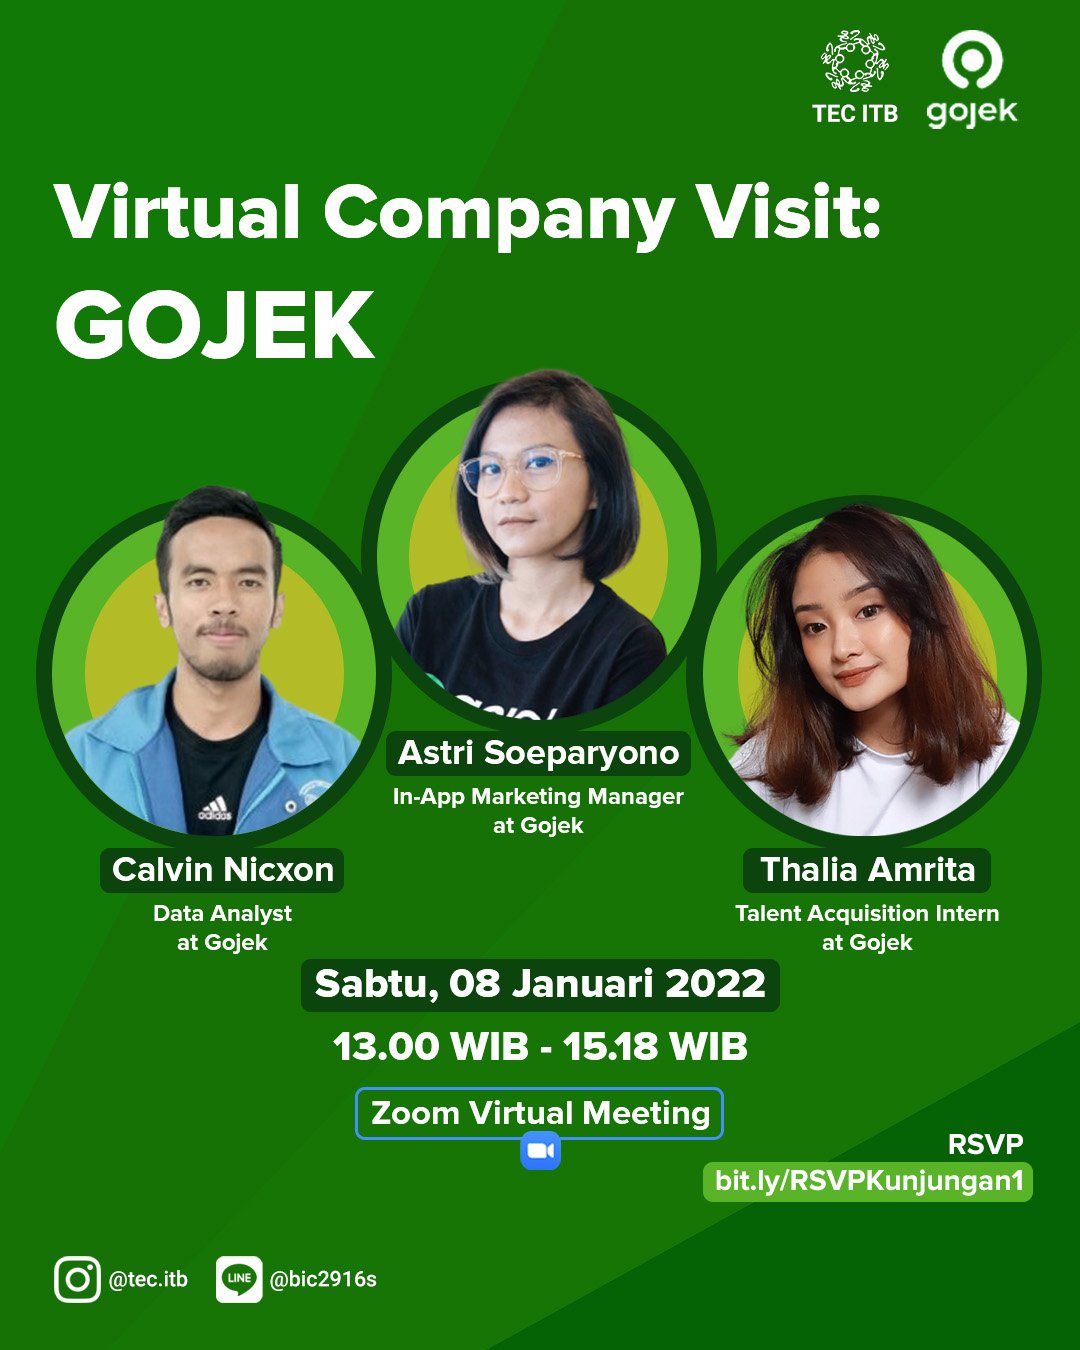 TEC ITB
gojek
Virtual Company Visit:
GOJEK
Astri Soeparyono
In-App Marketing Manager
at Gojek
adidas
Calvin Nicxon
Data Analyst
at Gojek
Thalia Amrita
Talent Acquisition Intern
at Gojek
Sabtu, 08 Januari 2022
13.00 WIB - 15.18 WIB
Zoom Virtual Meeting
RSVP
bit.ly/RSVPKunjungan1
@tec.itb
LINE
@bic2916s